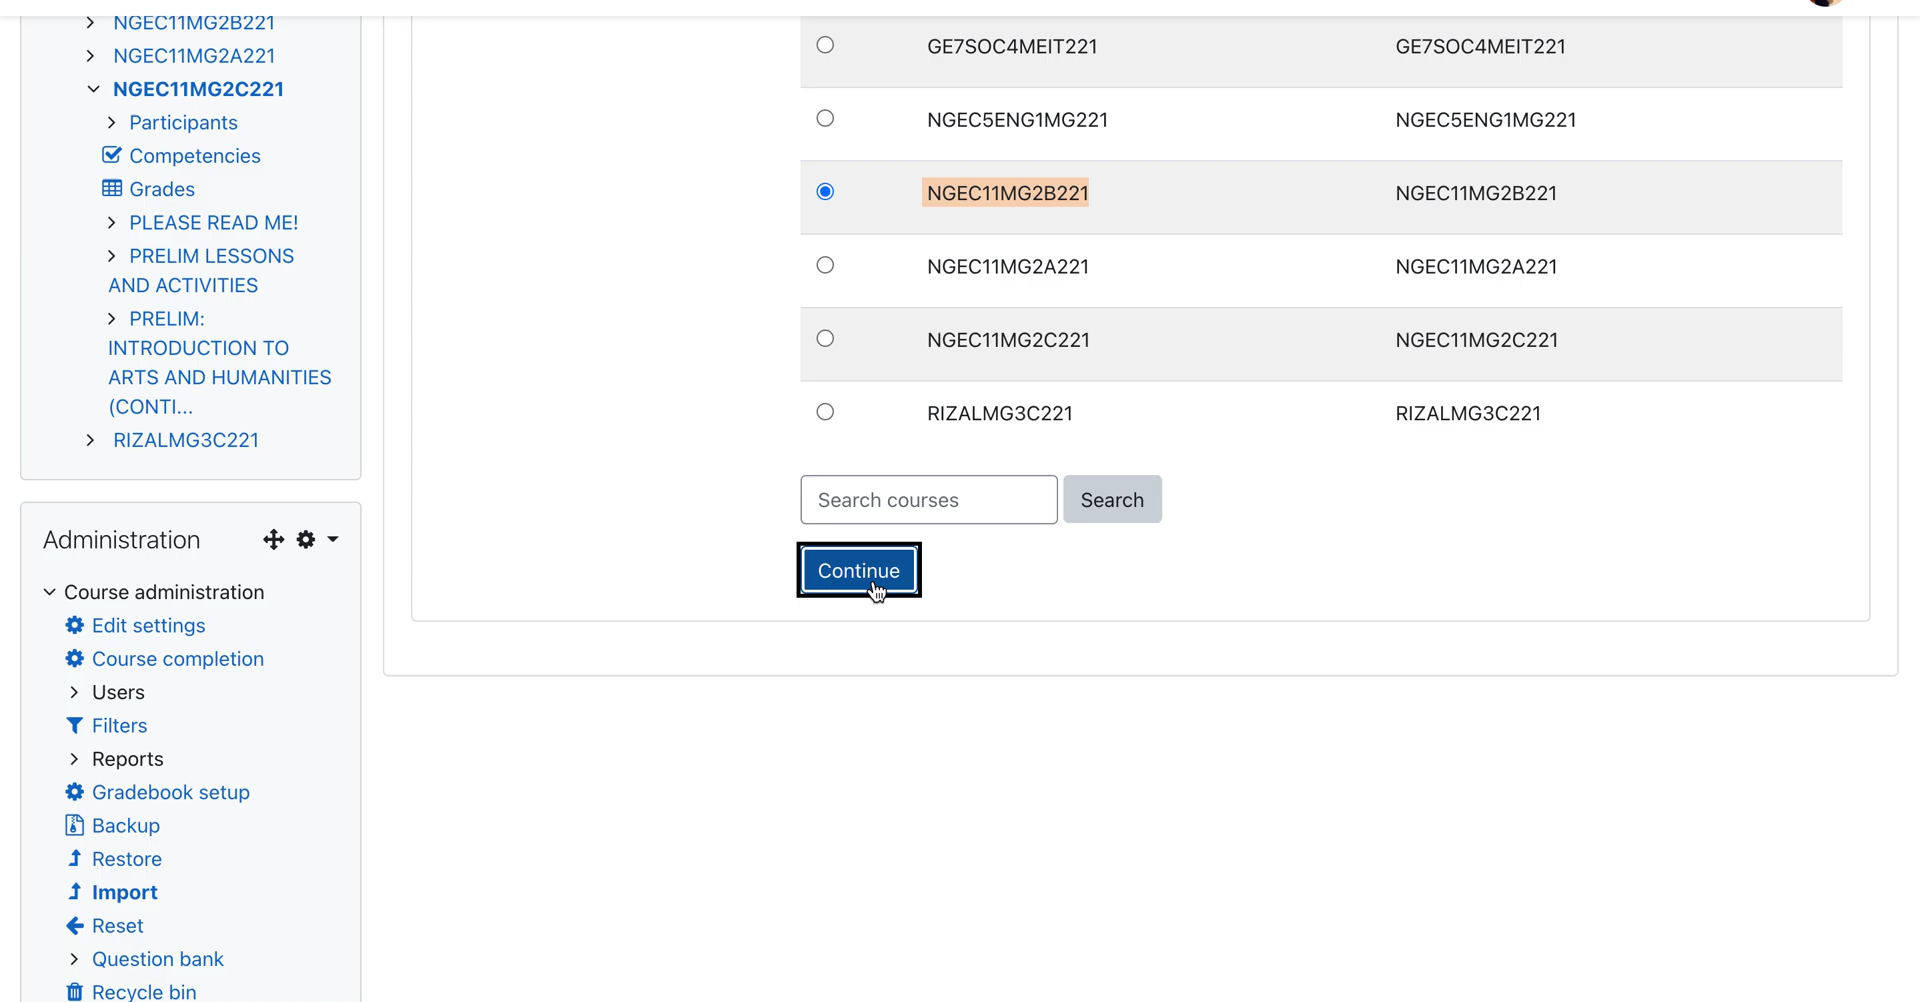 NGEC11MG2B221
NGEC11MG2A221
NGEC11MG2C221
Participants
Competencies
Grades
PLEASE READ ME!
PRELIM LESSONS
AND ACTIVITIES
PRELIM:
INTRODUCTION TO
ARTS AND HUMANITIES
(CONTI...
RIZALMG3C221
Administration
Course administration
Edit settings
Course completion
Users
Filters
Reports
Gradebook setup
Backup
Restore
Import
Reset
Question bank
Recycle bin
GE7SOC4MEIT221 GE7SOC4MEIT221
NGEC5ENG1MG221 NGEC5ENG1MG221
NGEC11MG2B221 NGEC11MG2B221
NGEC11MG2A221 NGEC11MG2A221
NGEC11MG2C221 NGEC11MG2C221
RIZALMG3C221 RIZALMG3C221
Search courses Search
Continue